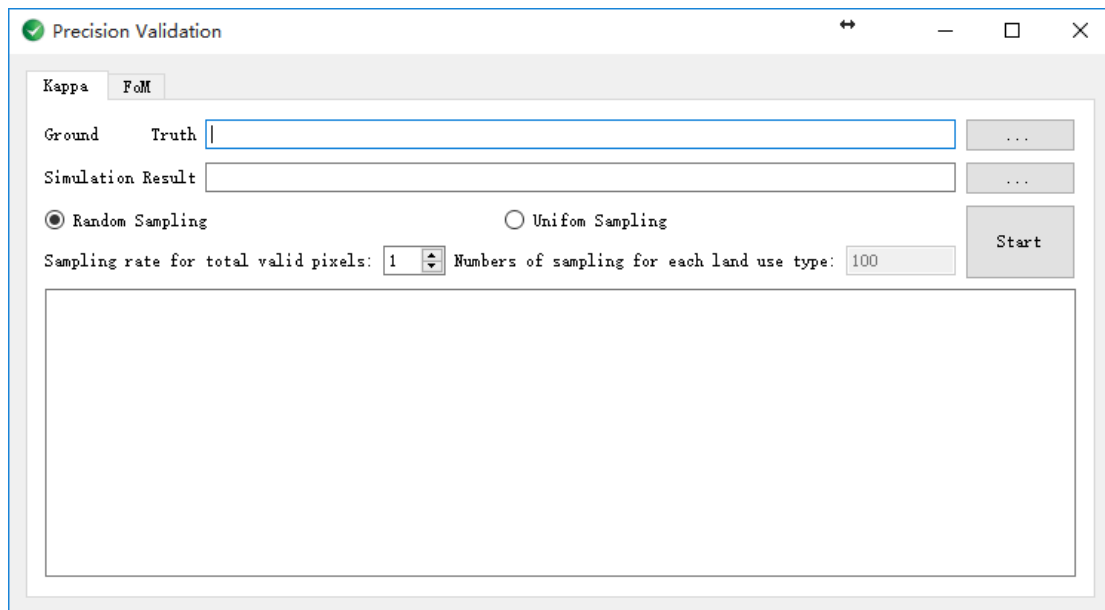 Precision Validation
Kappa FoM
Ground Truth ...
Simulation Result ...
Random Sampling Unifom Sampling
Start
Sampling rate for total valid pixels: 1 Numbers of sampling for each land use type: 100